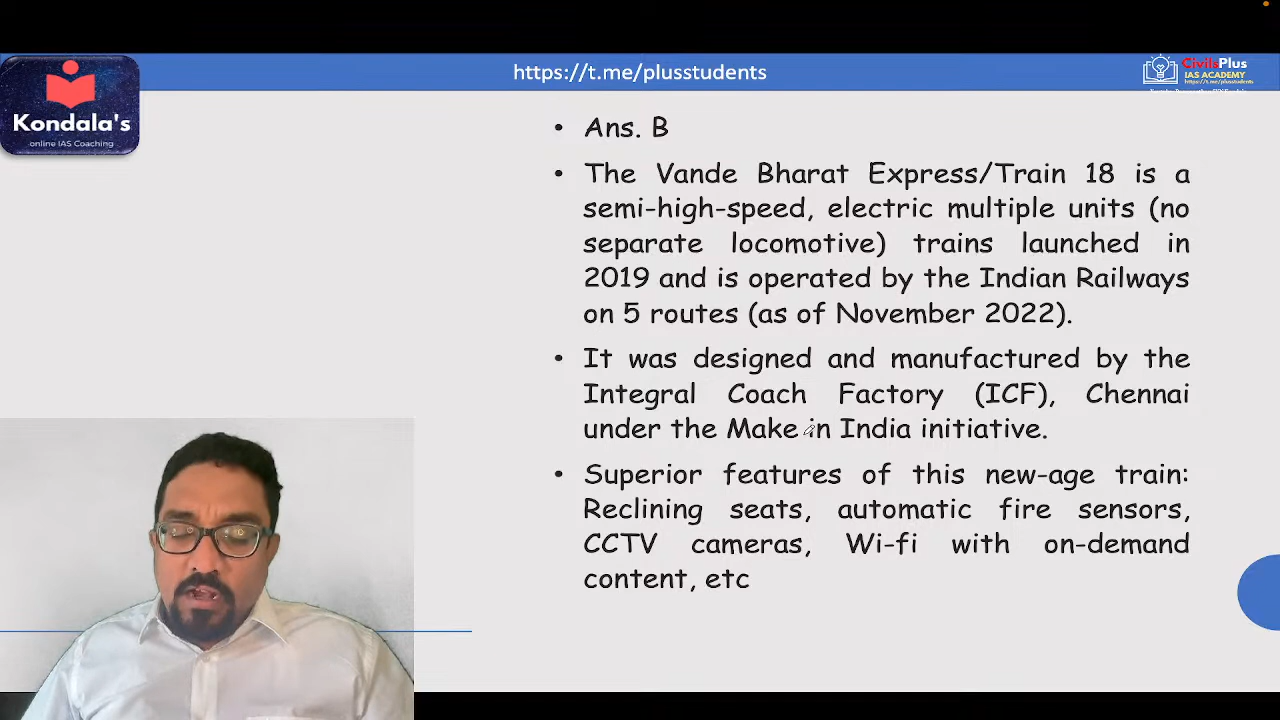 https://t.me/plusstudents
Kondala's
online IAS Coaching
CivilsPlus
IAS ACADEMY
https://t.me/plusstudents
• Ans. B
• The Vande Bharat Express/Train 18 is a
semi-high-speed, electric multiple units (no
separate locomotive) trains launched in
2019 and is operated by the Indian Railways
on 5 routes (as of November 2022).
• It was designed and manufactured by the
Integral Coach Factory (ICF), Chennai
under the Make in India initiative.
• Superior features of this new-age train:
Reclining seats, automatic fire sensors,
CCTV cameras, Wi-fi with on-demand
content, etc